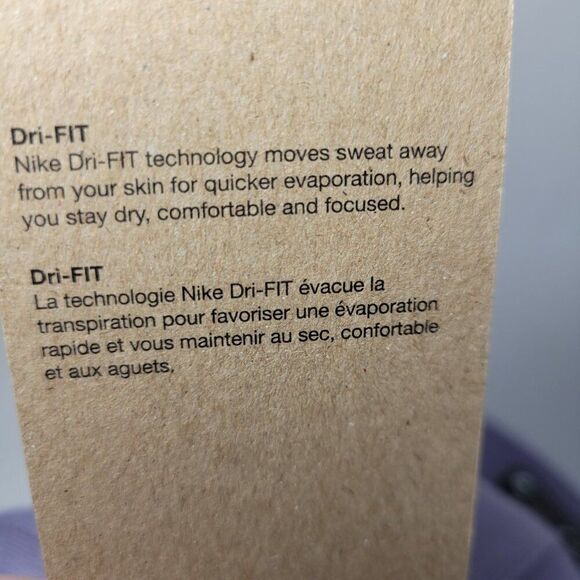 Dri-FIT
Nike Dri-FIT technology moves sweat away
from your skin for quicker evaporation, helping
you stay dry, comfortable and focused.
Dri-FIT
La technologie Nike Dri-FIT évacue la
transpiration pour favoriser une évaporation
rapide et vous maintenir au sec, confortable
et aux aguets.